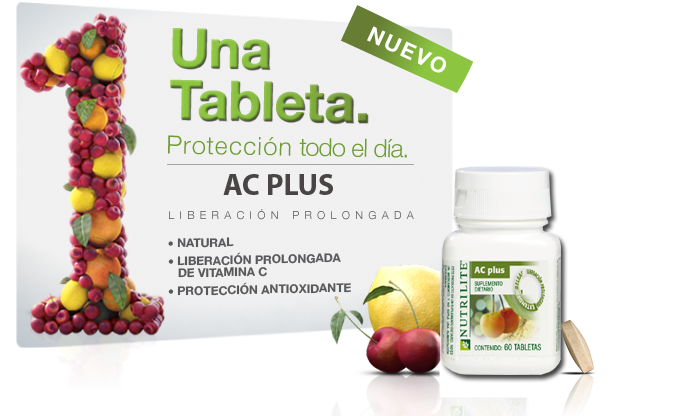 NUEVO
Una
Tableta.
Protección todo el día.
AC PLUS
LIBERACIÓN PROLONGADA
• NATURAL
• LIBERACIÓN PROLONGADA
DE VITAMINA C
• PROTECCIÓN ANTIOXIDANTE
NUTRILITE
AC plus
SUPLEMENTO
DIETARIO
CONTENIDO: 60 TABLETAS